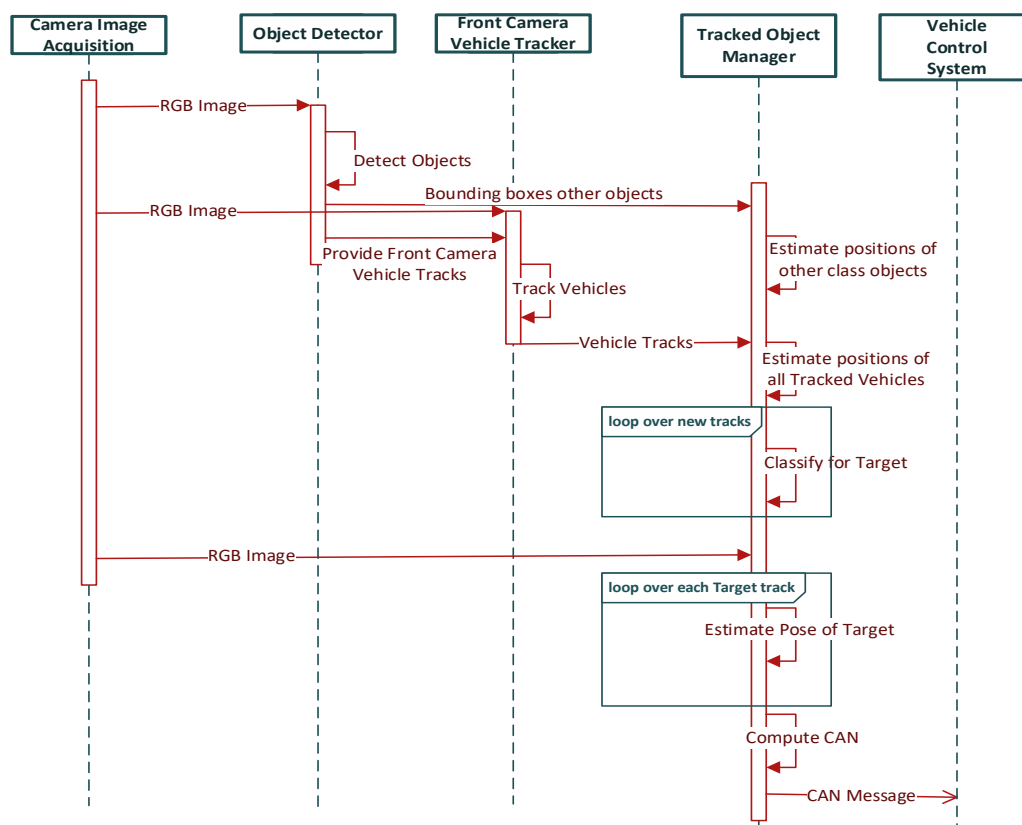 Camera Image
Acquisition
Object Detector
Front Camera
Vehicle Tracker
Tracked Object
Manager
Vehicle
Control
System
RGB Image
Detect Objects
Bounding boxes other objects
RGB Image
Provide Front Camera
Vehicle Tracks
Estimate positions of
other class objects
Track Vehicles
Vehicle Tracks
Estimate positions of
all Tracked Vehicles
loop over new tracks
Classify for Target
RGB Image
loop over each Target track
Estimate Pose of Target
Compute CAN
CAN Message